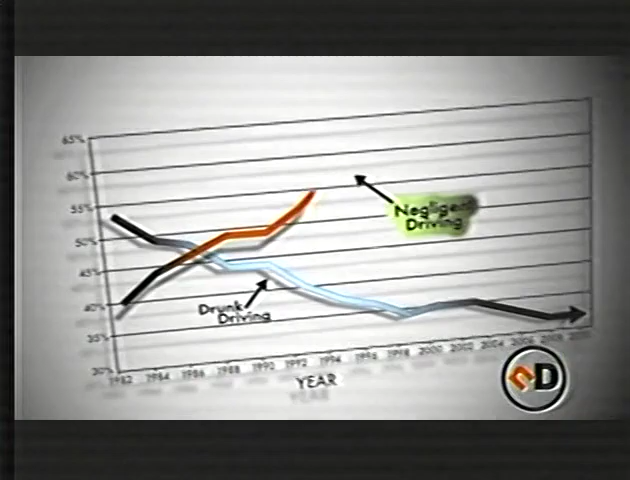 65%
60%
55%
50%
45%
40%
35%
30%
Negligent
Driving
Drunk
Driving
1982 1984 1986 1988 1990 1992 1994 1996 1998 2000 2002 2004 2006 2008
YEAR
nD